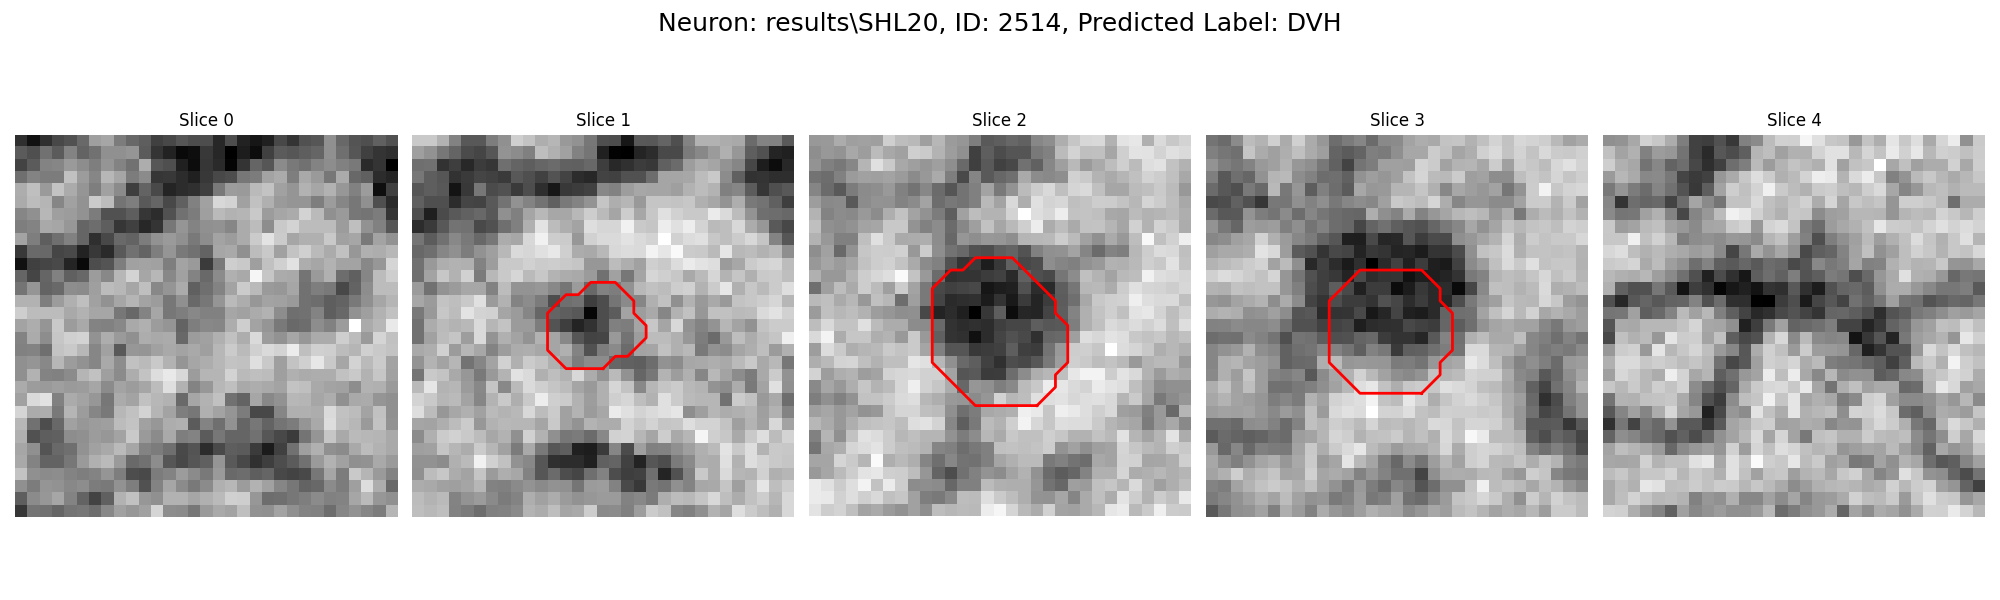 Neuron: results\SHL20, ID: 2514, Predicted Label: DVH
Slice 0
Slice 1
Slice 2
Slice 3
Slice 4